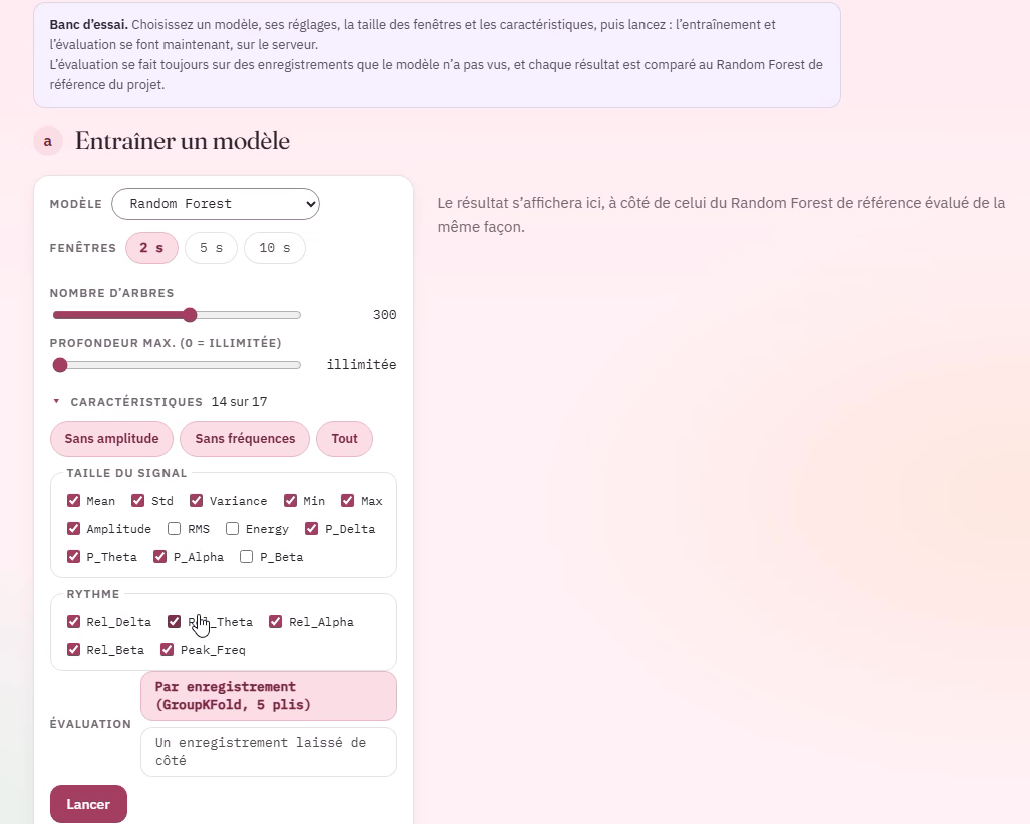 Banc d’essai. Choisissez un modèle, ses réglages, la taille des fenêtres et les caractéristiques, puis lancez : l’entraînement et
l’évaluation se font maintenant, sur le serveur.
L’évaluation se fait toujours sur des enregistrements que le modèle n’a pas vus, et chaque résultat est comparé au Random Forest de
référence du projet.
a Entraîner un modèle
MODÈLE Random Forest
Le résultat s’affichera ici, à côté de celui du Random Forest de référence évalué de la
même façon.
FENÊTRES 2 s 5 s 10 s
NOMBRE D’ARBRES
300
PROFONDEUR MAX. (0 = ILLIMITÉE)
illimitée
CARACTÉRISTIQUES 14 sur 17
Sans amplitude Sans fréquences Tout
TAILLE DU SIGNAL
Mean Std Variance Min Max
Amplitude RMS Energy P_Delta
P_Theta P_Alpha P_Beta
RYTHME
Rel_Delta Rel_Theta Rel_Alpha
Rel_Beta Peak_Freq
Par enregistrement
(GroupKFold, 5 plis)
ÉVALUATION
Un enregistrement laissé de
côté
Lancer